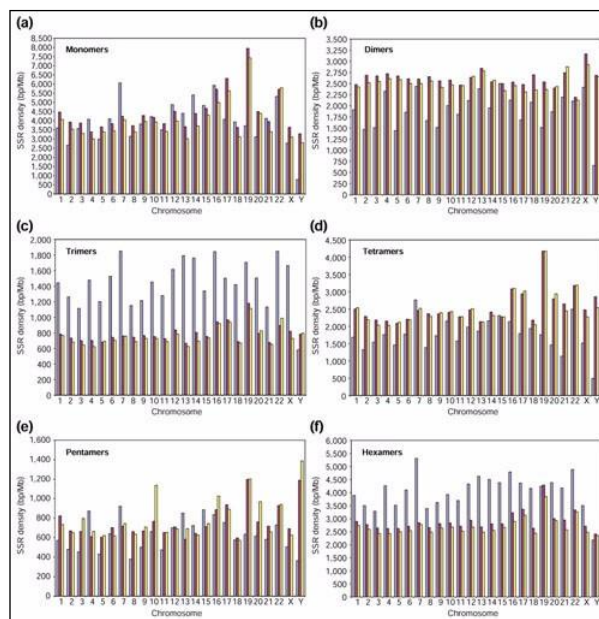 (a)
Monomers
SSR density (bp/Mb)
8,500
8,000
7,500
7,000
6,500
6,000
5,500
5,000
4,500
4,000
3,500
3,000
2,500
2,000
1,500
1,000
500
0
1 2 3 4 5 6 7 8 9 10 11 12 13 14 15 16 17 18 19 20 21 22 X Y
Chromosome
(b)
Dimers
SSR density (bp/Mb)
3,500
3,250
3,000
2,750
2,500
2,250
2,000
1,750
1,500
1,250
1,000
750
500
250
0
1 2 3 4 5 6 7 8 9 10 11 12 13 14 15 16 17 18 19 20 21 22 X Y
Chromosome
(c)
Trimers
SSR density (bp/Mb)
2,000
1,800
1,600
1,400
1,200
1,000
800
600
400
200
0
1 2 3 4 5 6 7 8 9 10 11 12 13 14 15 16 17 18 19 20 21 22 X Y
Chromosome
(d)
Tetramers
SSR density (bp/Mb)
4,500
4,000
3,500
3,000
2,500
2,000
1,500
1,000
500
0
1 2 3 4 5 6 7 8 9 10 11 12 13 14 15 16 17 18 19 20 21 22 X Y
Chromosome
(e)
Pentamers
SSR density (bp/Mb)
1,600
1,400
1,200
1,000
800
600
400
200
0
1 2 3 4 5 6 7 8 9 10 11 12 13 14 15 16 17 18 19 20 21 22 X Y
Chromosome
(f)
Hexamers
SSR density (bp/Mb)
6,000
5,500
5,000
4,500
4,000
3,500
3,000
2,500
2,000
1,500
1,000
500
0
1 2 3 4 5 6 7 8 9 10 11 12 13 14 15 16 17 18 19 20 21 22 X Y
Chromosome